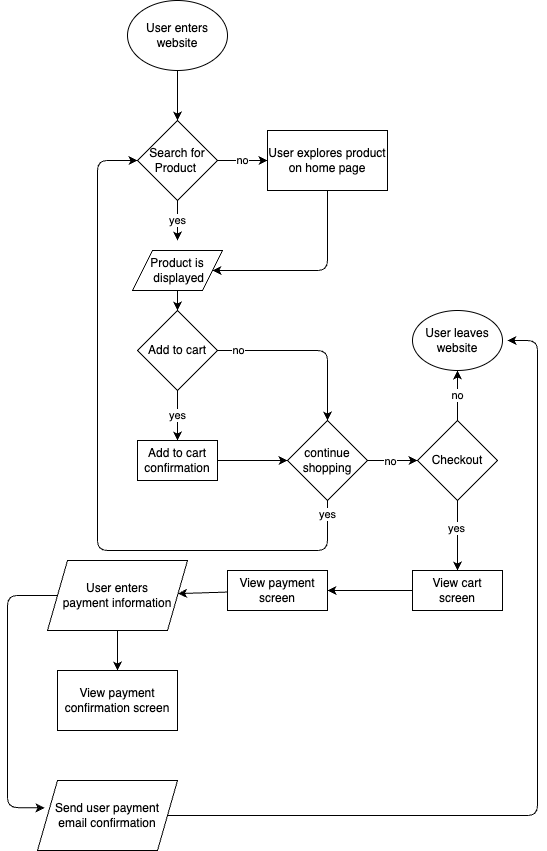 User enters
website
Search for
Product
no
User explores product
on home page
yes
Product is
displayed
Add to cart
no
User leaves
website
no
yes
Add to cart
confirmation
continue
shopping
no
Checkout
yes
yes
User enters
payment information
View payment
screen
View cart
screen
View payment
confirmation screen
Send user payment
email confirmation